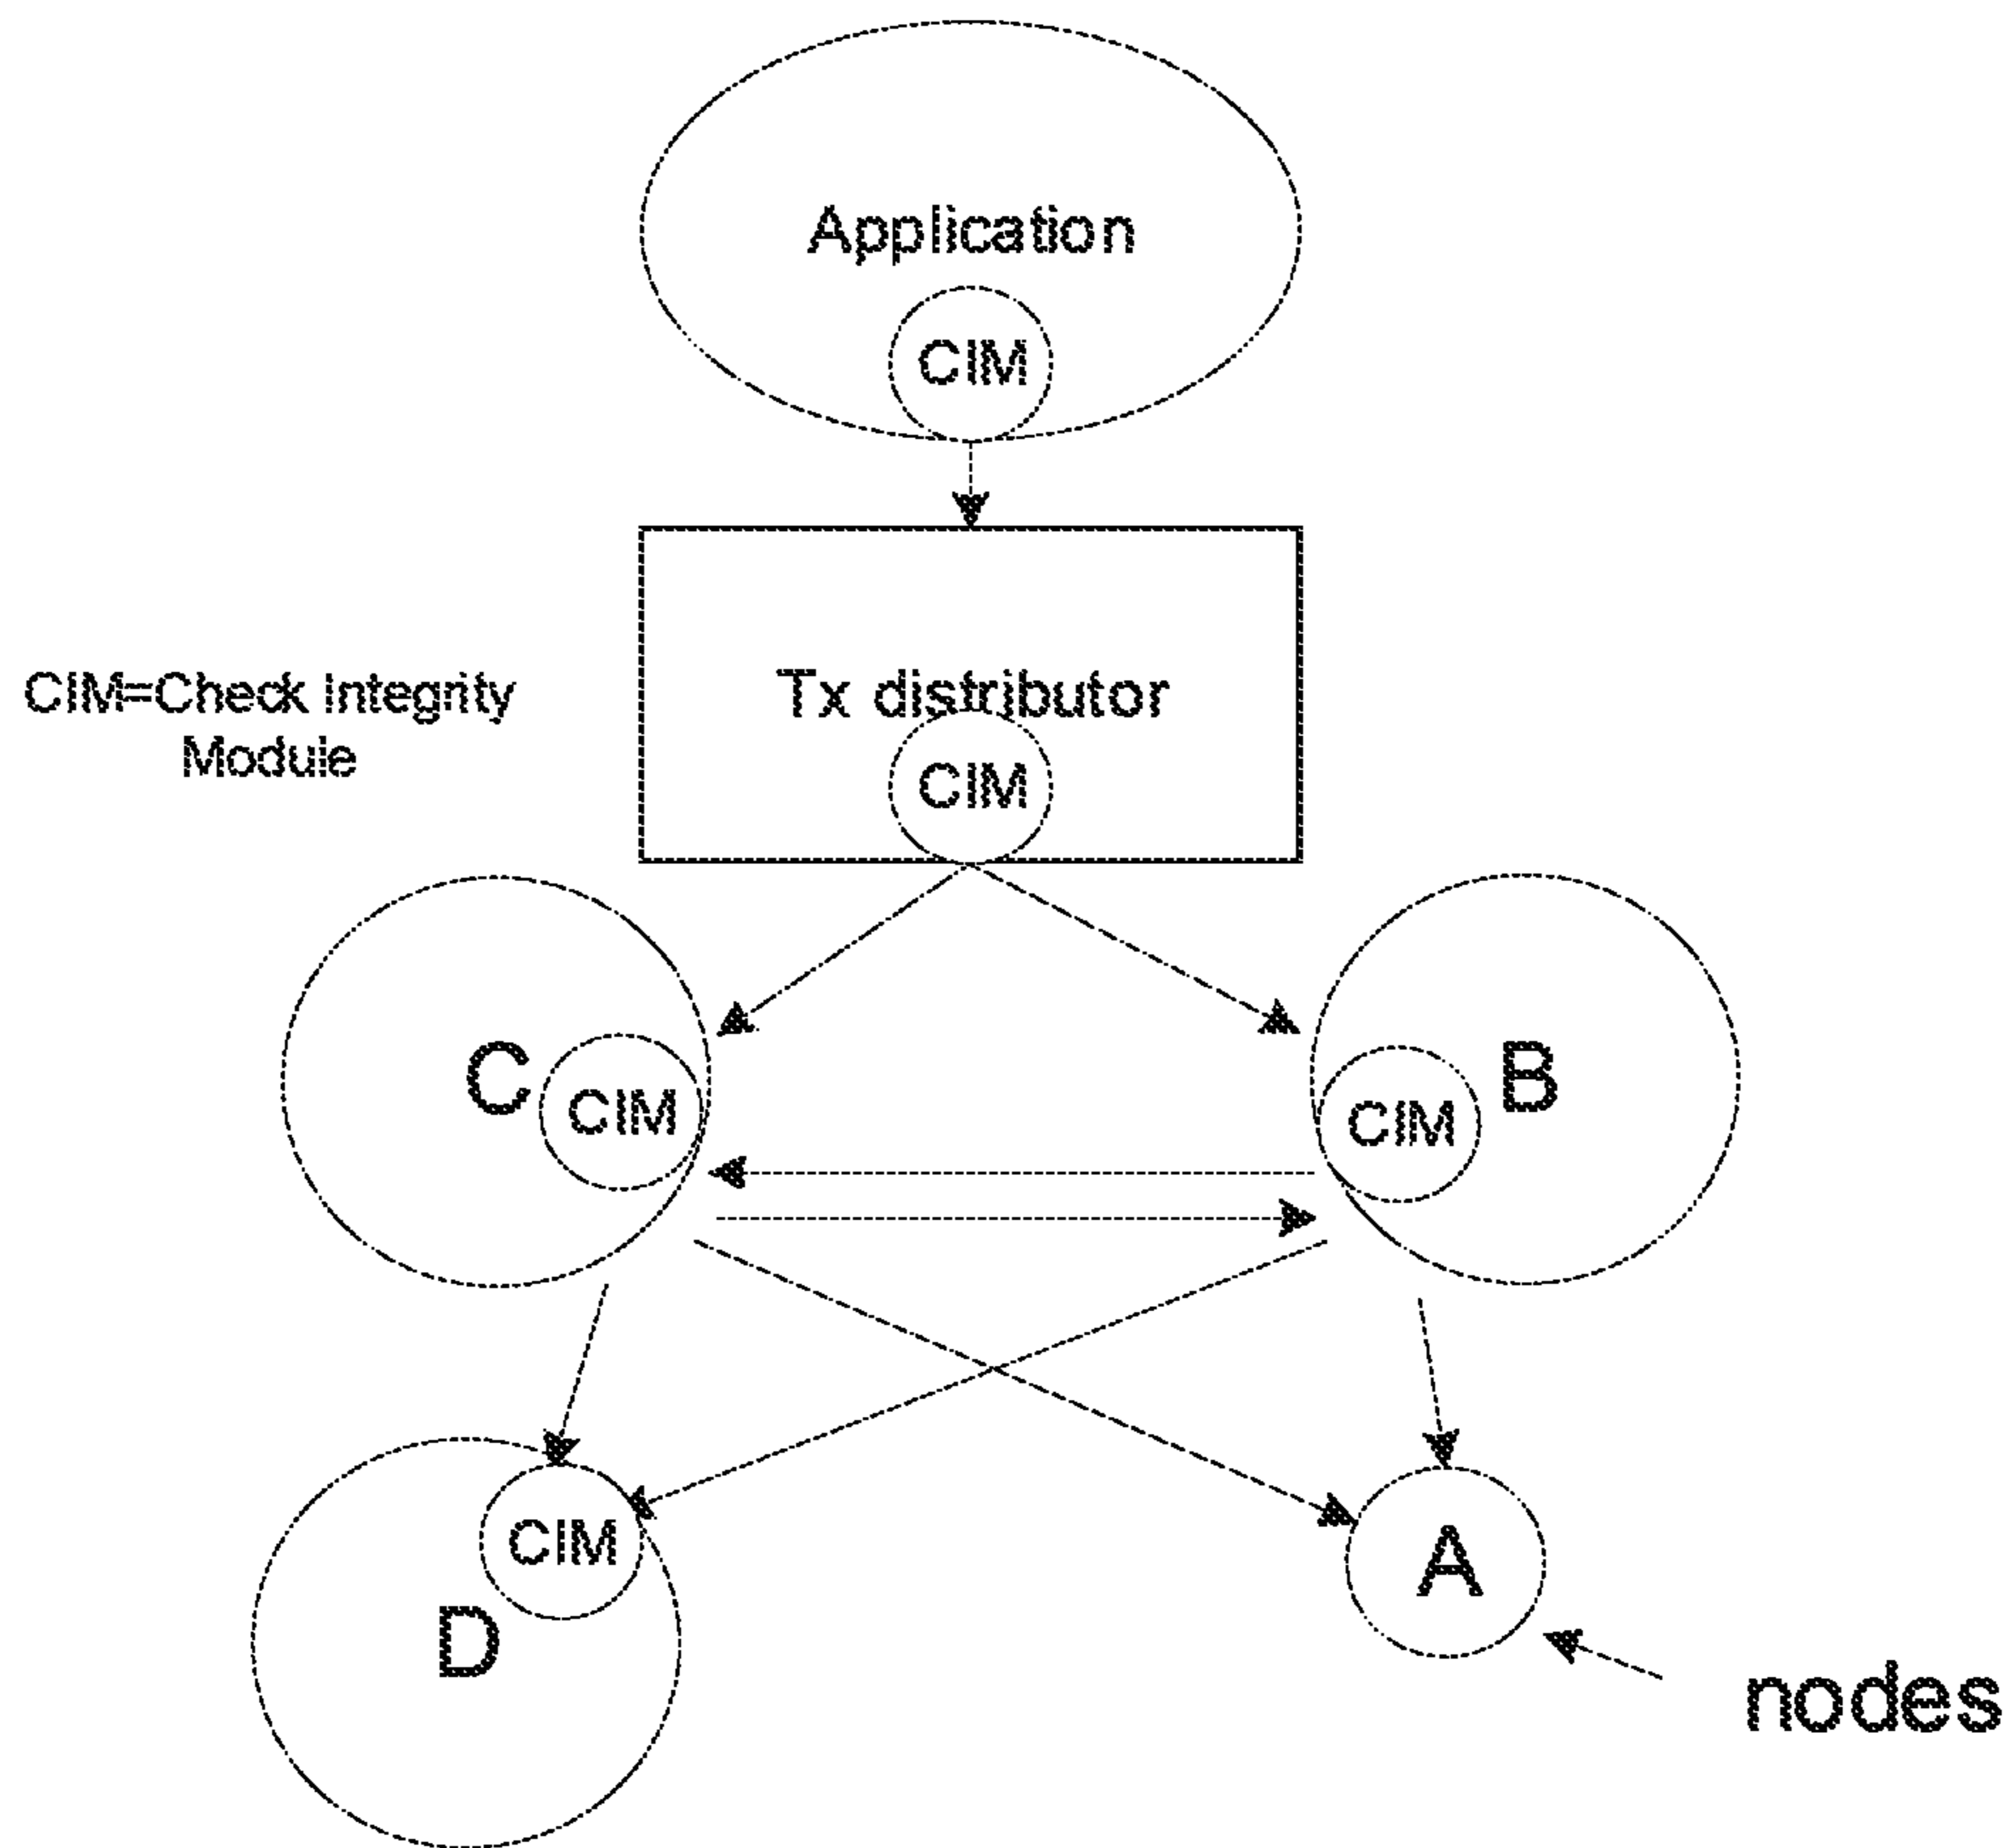 Application
CIM
CIM=Check Integrity
Module
Tx distributor
CIM
C
CIM
CIM
B
CIM
D
A
nodes